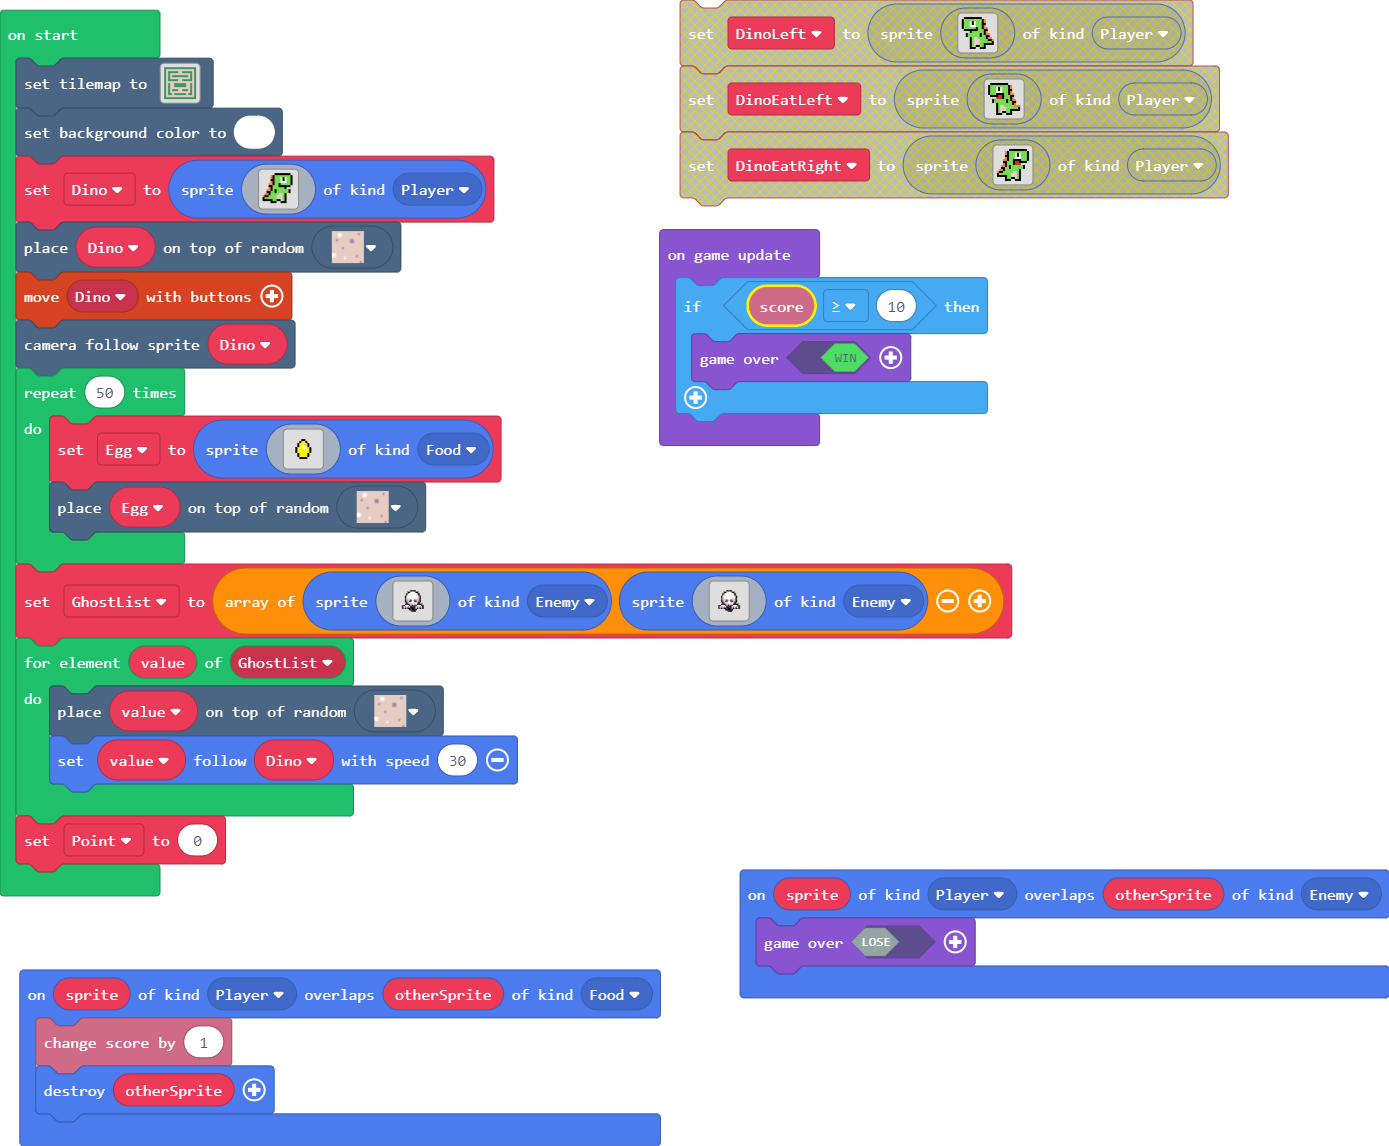 on start
set tilemap to
set background color to
set Dino to sprite of kind Player
place Dino on top of random
move Dino with buttons
camera follow sprite Dino
repeat 50 times
do
set Egg to sprite of kind Food
place Egg on top of random
set GhostList to array of sprite of kind Enemy sprite of kind Enemy
for element value of GhostList
do
place value on top of random
set value follow Dino with speed 30
set Point to 0
set DinoLeft to sprite of kind Player
set DinoEatLeft to sprite of kind Player
set DinoEatRight to sprite of kind Player
on game update
if score ≥ 10 then
game over WIN
on sprite of kind Player overlaps otherSprite of kind Enemy
game over LOSE
on sprite of kind Player overlaps otherSprite of kind Food
change score by 1
destroy otherSprite